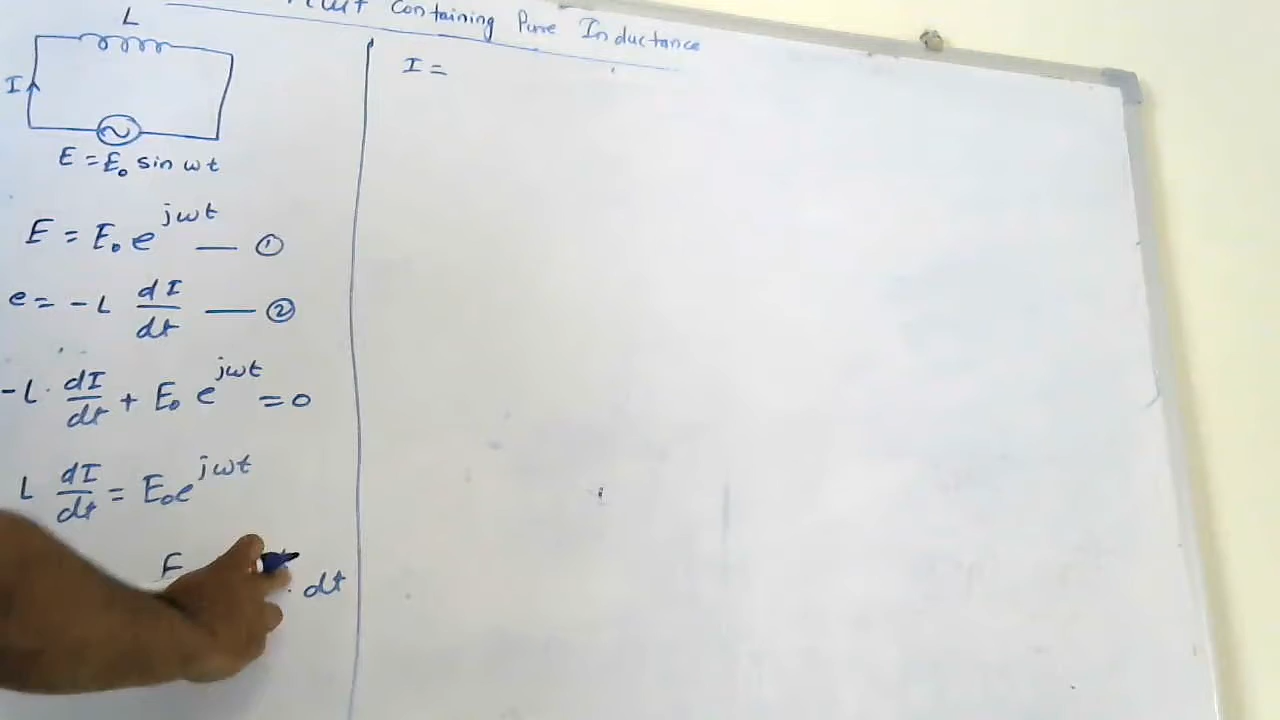 Containing Pure Inductance
L
I
E = E₀ sin ωt
E = E₀ e^{jωt} — ①
e = -L dI/dt — ②
-L · dI/dt + E₀ e^{jωt} = 0
L dI/dt = E₀e^{jωt}
. dt
I =